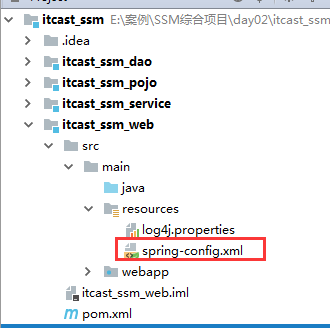 itcast_ssm E:\案例\SSM综合项目\day02\itcast_ssm
.idea
itcast_ssm_dao
itcast_ssm_pojo
itcast_ssm_service
itcast_ssm_web
src
main
java
resources
log4j.properties
spring-config.xml
webapp
itcast_ssm_web.iml
pom.xml